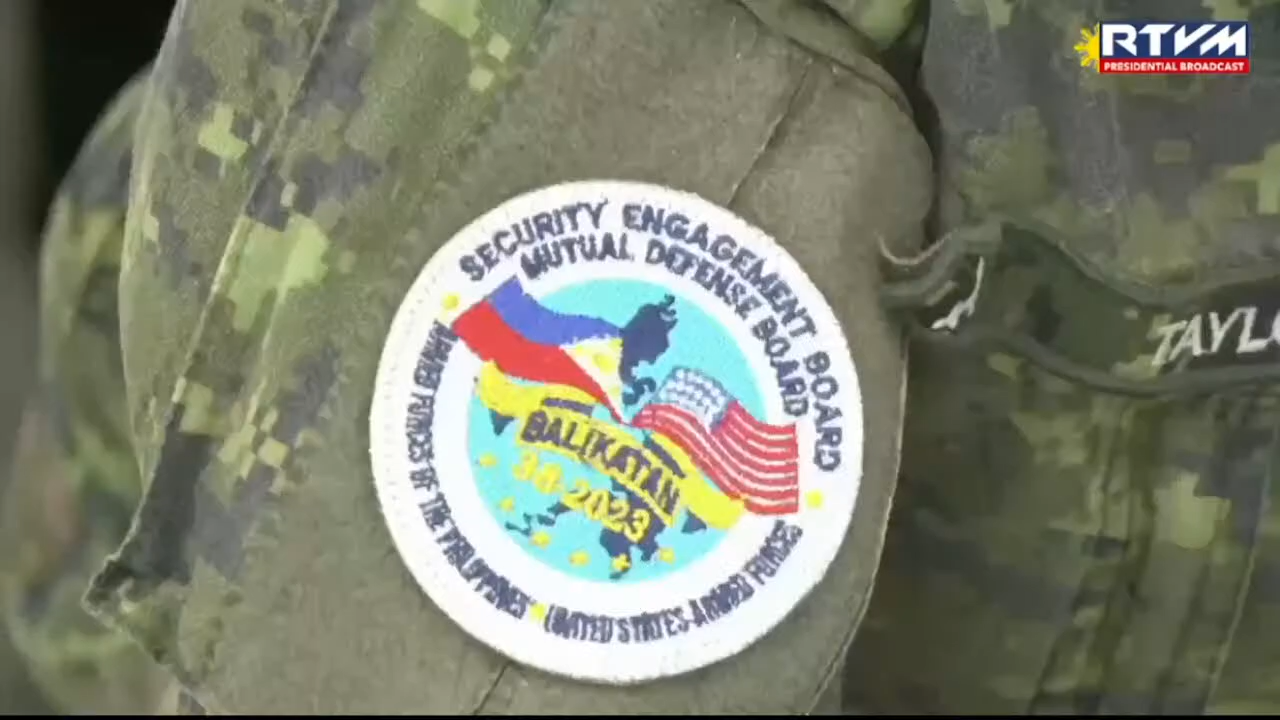 RTVM
PRESIDENTIAL BROADCAST
SECURITY ENGAGEMENT BOARD
MUTUAL DEFENSE BOARD
BALIKATAN
38-2023
ARMED FORCES OF THE PHILIPPINES
UNITED STATES ARMED FORCES
TAYLO